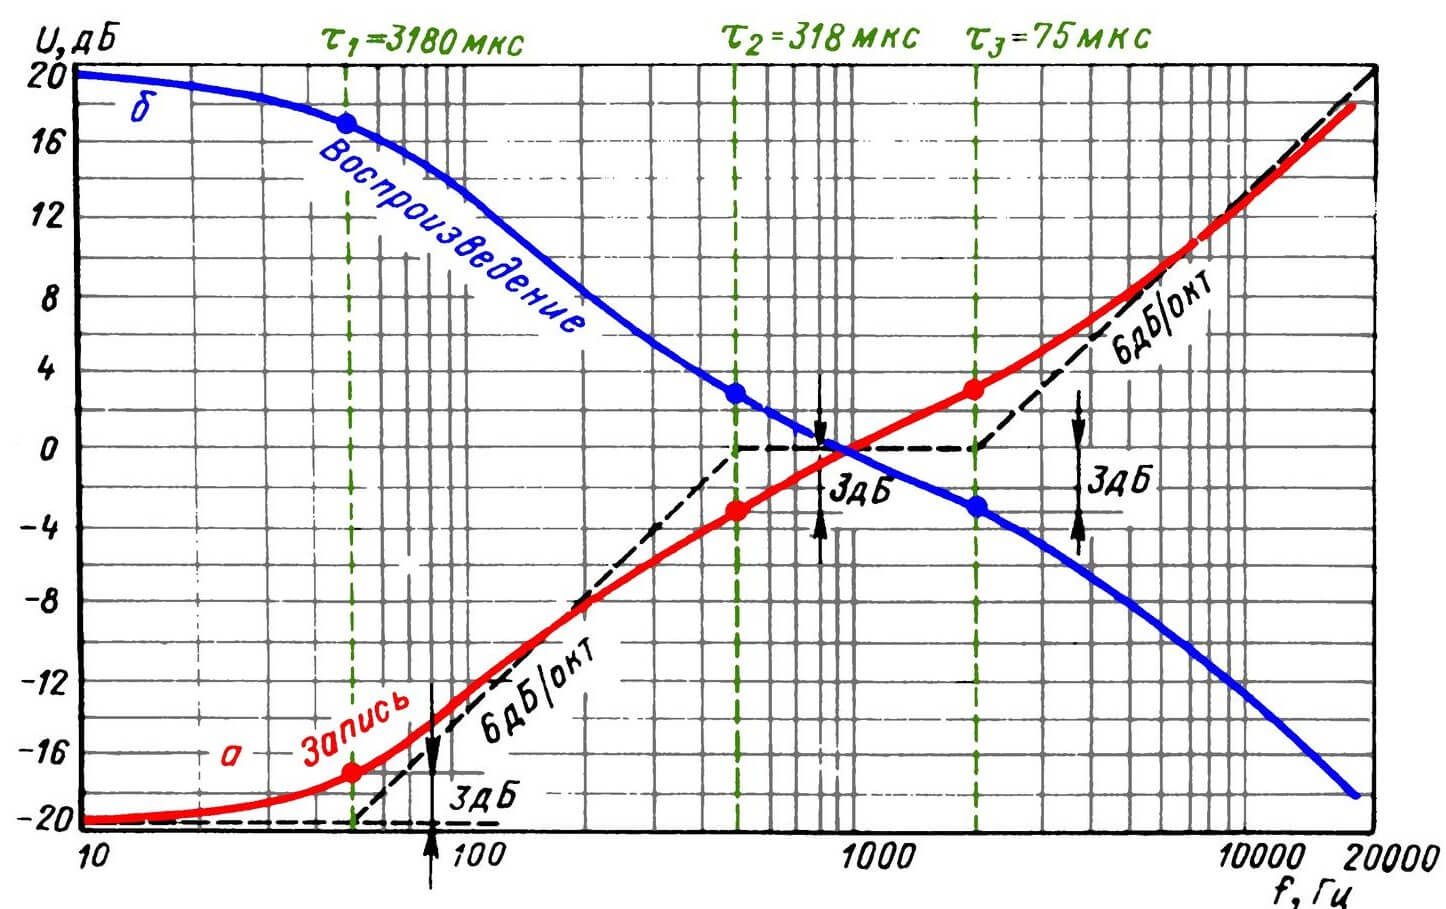 U, дБ
τ1=3180 мкс
τ2=318 мкс
τ3=75 мкс
20
16
12
8
4
0
-4
-8
-12
-16
-20
б
Воспроизведение
6дБ/окт
3дБ
3дБ
6дБ/окт
а Запись
3дБ
10
100
1000
10000
20000
f, Гц